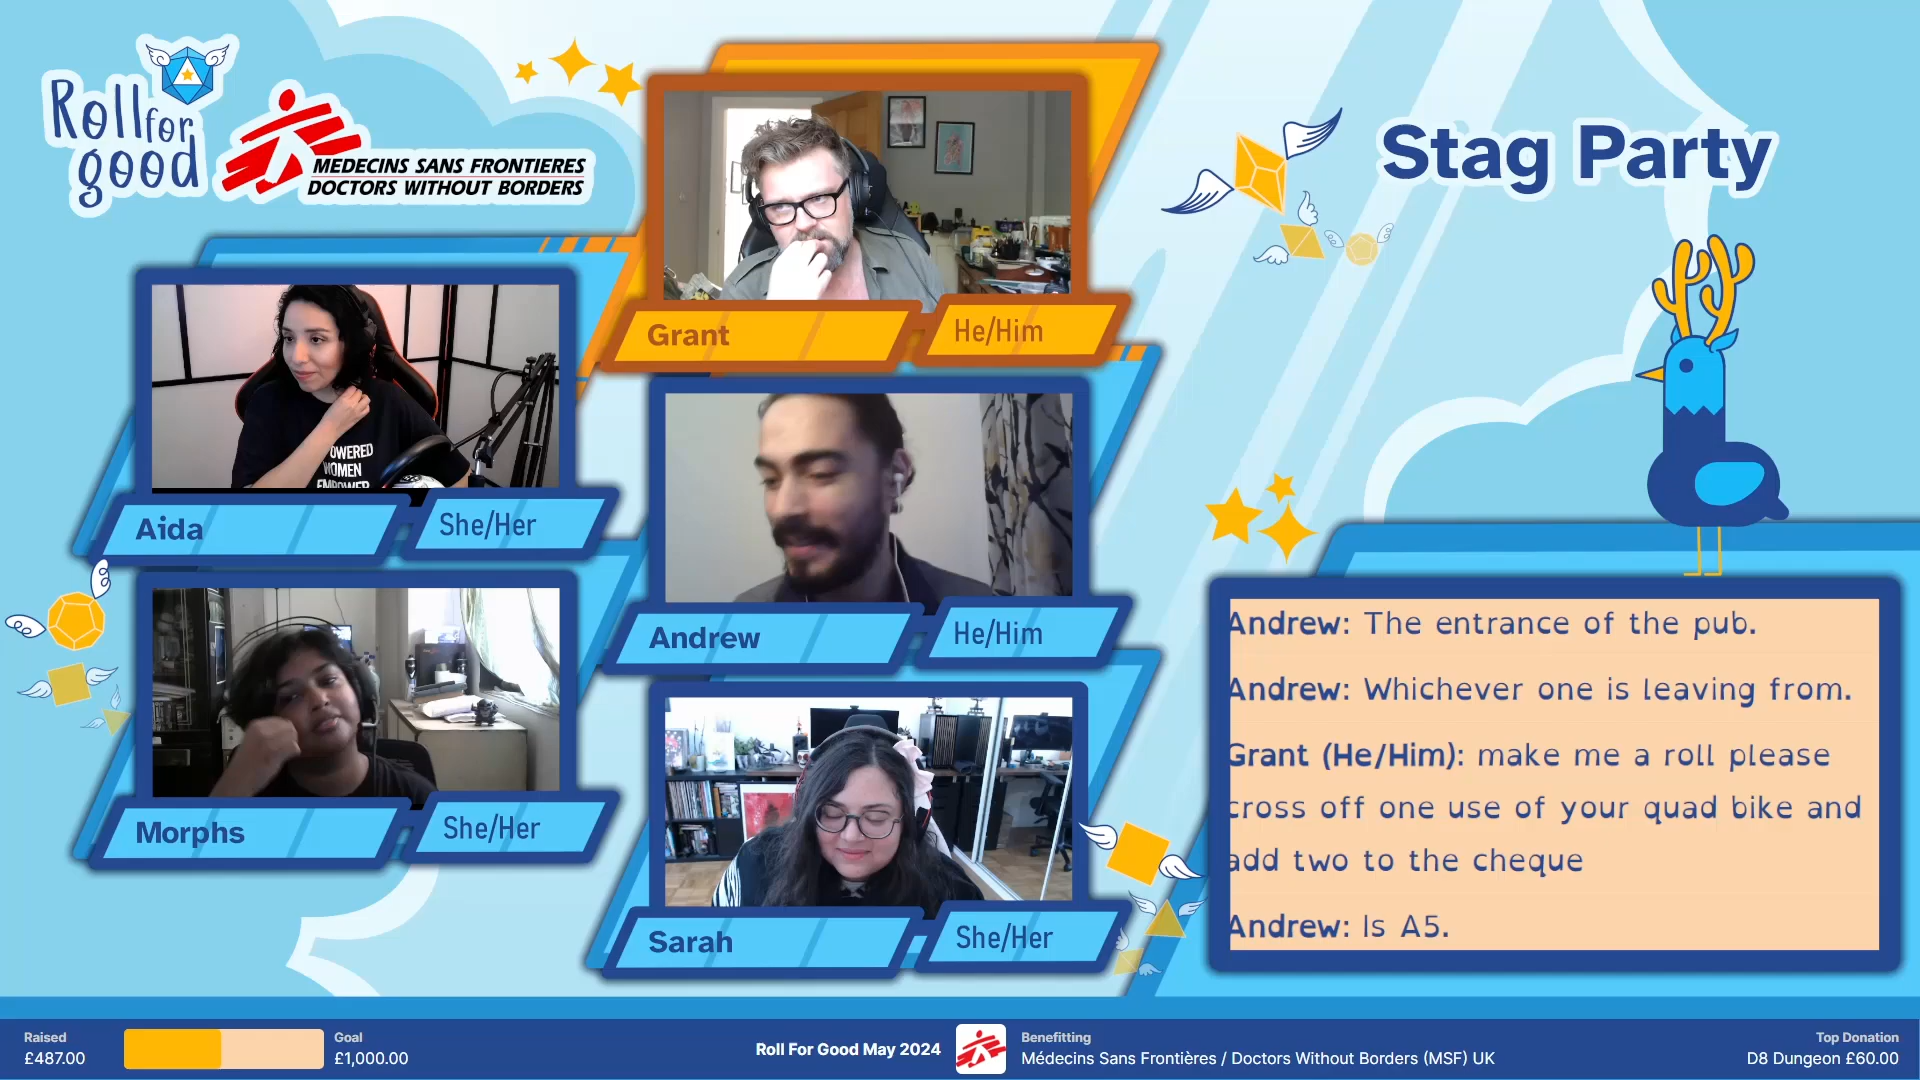 Roll for
good
MEDECINS SANS FRONTIERES
DOCTORS WITHOUT BORDERS
Stag Party
Grant
He/Him
OWERED
WOMEN
EMPOWER
Aida
She/Her
Andrew
He/Him
Morphs
She/Her
Sarah
She/Her
Andrew: The entrance of the pub.
Andrew: Whichever one is leaving from.
Grant (He/Him): make me a roll please
cross off one use of your quad bike and
add two to the cheque
Andrew: Is A5.
Raised
£487.00
Goal
£1,000.00
Roll For Good May 2024
Benefitting
Médecins Sans Frontières / Doctors Without Borders (MSF) UK
Top Donation
D8 Dungeon £60.00